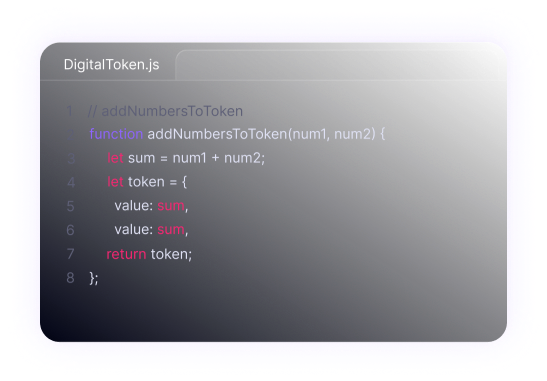 DigitalToken.js
1 // addNumbersToToken
2 function addNumbersToToken(num1, num2) {
3 let sum = num1 + num2;
4 let token = {
5 value: sum,
6 value: sum,
7 return token;
8 };